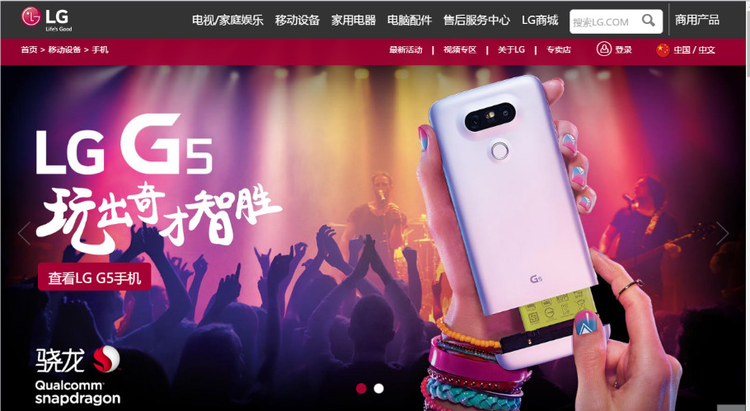 LG
Life's Good
电视/家庭娱乐 移动设备 家用电器 电脑配件 售后服务中心 LG商城 搜索LG.COM 商用产品
首页 > 移动设备 > 手机 最新活动 | 视频专区 | 关于LG | 专卖店 登录 中国 / 中文
LG G5
玩出奇才智胜
查看LG G5手机
G5
骁龙
Qualcomm
snapdragon